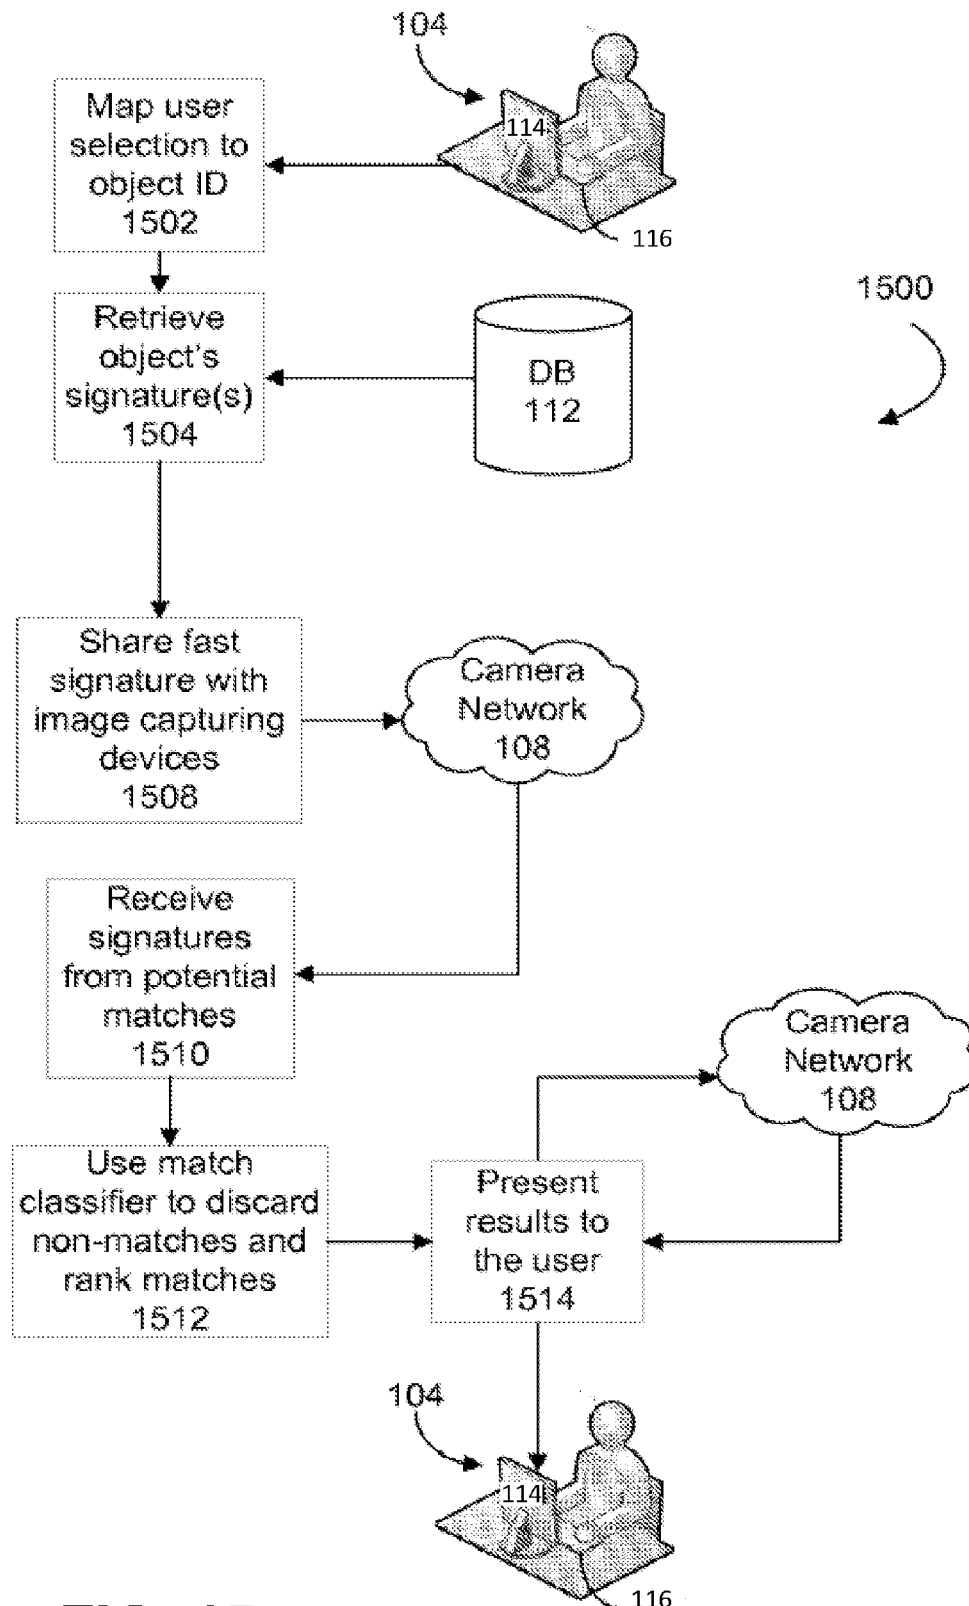 104
Map user
selection to
object ID
1502
114
116
Retrieve
object's
signature(s)
1504
DB
112
1500
Share fast
signature with
image capturing
devices
1508
Camera
Network
108
Receive
signatures
from potential
matches
1510
Camera
Network
108
Use match
classifier to discard
non-matches and
rank matches
1512
Present
results to
the user
1514
104
114
116